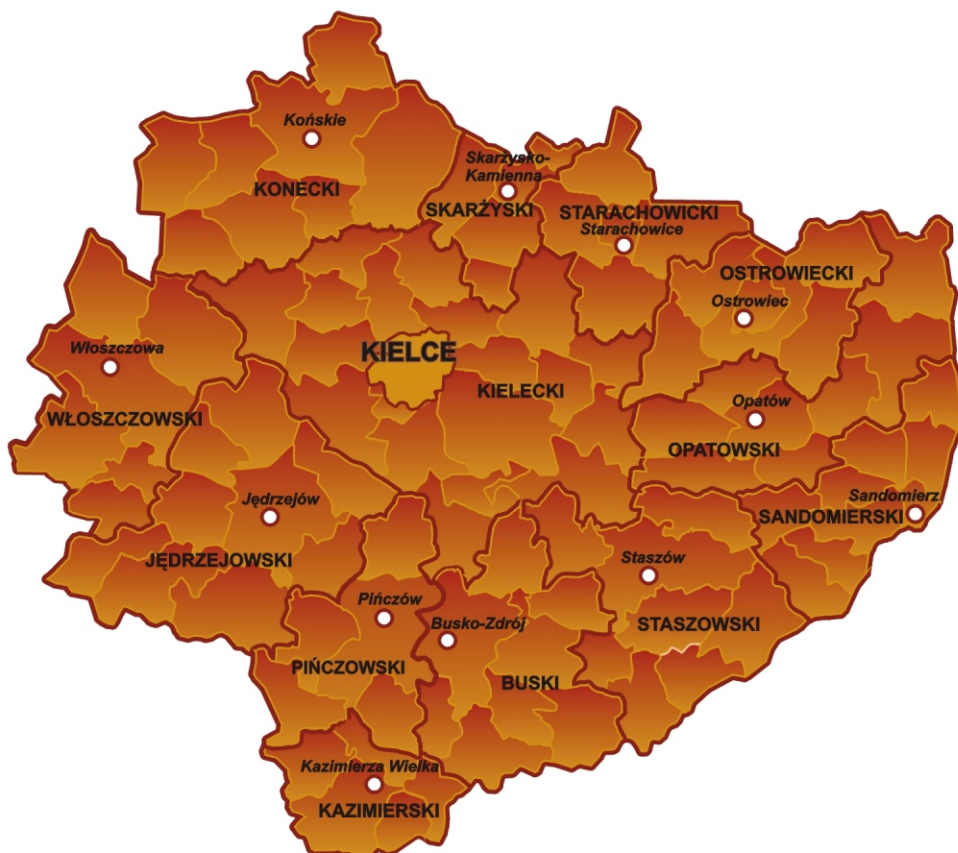 Końskie
KONECKI
Skarzysko-
Kamienna
SKARŻYSKI
STARACHOWICKI
Starachowice
OSTROWIECKI
Ostrowiec
Włoszczowa
KIELCE
KIELECKI
WŁOSZCZOWSKI
Opatów
OPATOWSKI
Jędrzejów
Sandomierz
SANDOMIERSKI
JĘDRZEJOWSKI
Staszów
Pińczów
Busko-Zdrój
STASZOWSKI
PIŃCZOWSKI
BUSKI
Kazimierza Wielka
KAZIMIERSKI